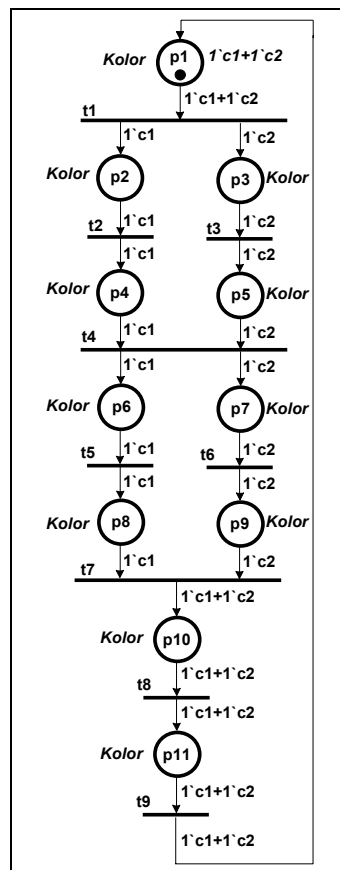 Kolor p1 1`c1+1`c2
1`c1+1`c2
t1
1`c1 1`c2
Kolor p2 p3 Kolor
1`c1 1`c2
t2 t3
1`c1 1`c2
Kolor p4 p5 Kolor
1`c1 1`c2
t4
1`c1 1`c2
Kolor p6 p7 Kolor
1`c1 1`c2
t5 t6
1`c1 1`c2
Kolor p8 p9 Kolor
1`c1 1`c2
t7
1`c1+1`c2
Kolor p10
1`c1+1`c2
t8
1`c1+1`c2
Kolor p11
1`c1+1`c2
t9
1`c1+1`c2